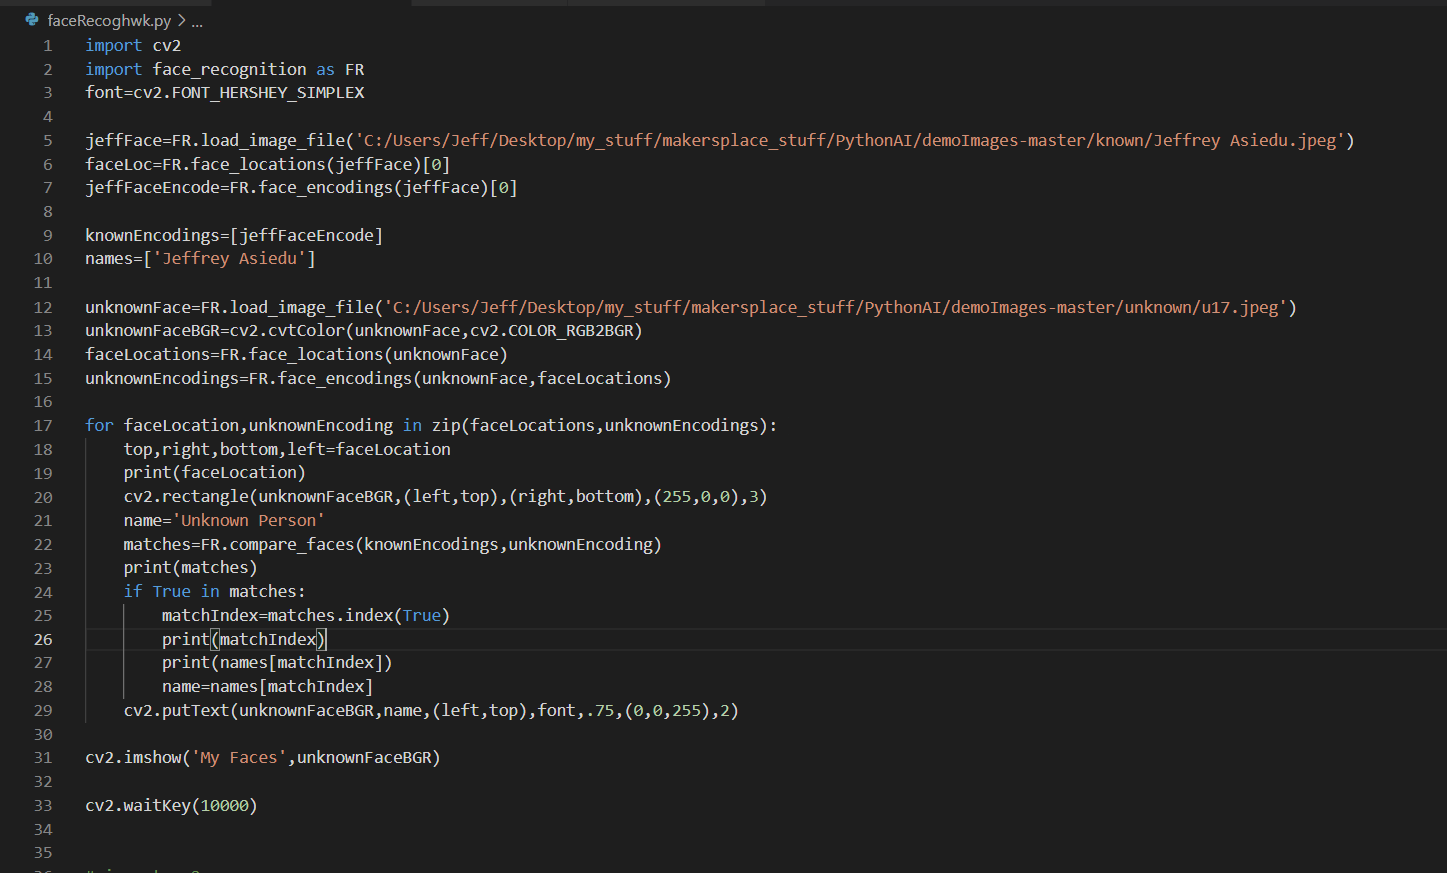 faceRecoghwk.py > ...
1 import cv2
2 import face_recognition as FR
3 font=cv2.FONT_HERSHEY_SIMPLEX
4
5 jeffFace=FR.load_image_file('C:/Users/Jeff/Desktop/my_stuff/makersplace_stuff/PythonAI/demoImages-master/known/Jeffrey Asiedu.jpeg')
6 faceLoc=FR.face_locations(jeffFace)[0]
7 jeffFaceEncode=FR.face_encodings(jeffFace)[0]
8
9 knownEncodings=[jeffFaceEncode]
10 names=['Jeffrey Asiedu']
11
12 unknownFace=FR.load_image_file('C:/Users/Jeff/Desktop/my_stuff/makersplace_stuff/PythonAI/demoImages-master/unknown/u17.jpeg')
13 unknownFaceBGR=cv2.cvtColor(unknownFace,cv2.COLOR_RGB2BGR)
14 faceLocations=FR.face_locations(unknownFace)
15 unknownEncodings=FR.face_encodings(unknownFace,faceLocations)
16
17 for faceLocation,unknownEncoding in zip(faceLocations,unknownEncodings):
18     top,right,bottom,left=faceLocation
19     print(faceLocation)
20     cv2.rectangle(unknownFaceBGR,(left,top),(right,bottom),(255,0,0),3)
21     name='Unknown Person'
22     matches=FR.compare_faces(knownEncodings,unknownEncoding)
23     print(matches)
24     if True in matches:
25         matchIndex=matches.index(True)
26         print(matchIndex)
27         print(names[matchIndex])
28         name=names[matchIndex]
29     cv2.putText(unknownFaceBGR,name,(left,top),font,.75,(0,0,255),2)
30
31 cv2.imshow('My Faces',unknownFaceBGR)
32
33 cv2.waitKey(10000)
34
35